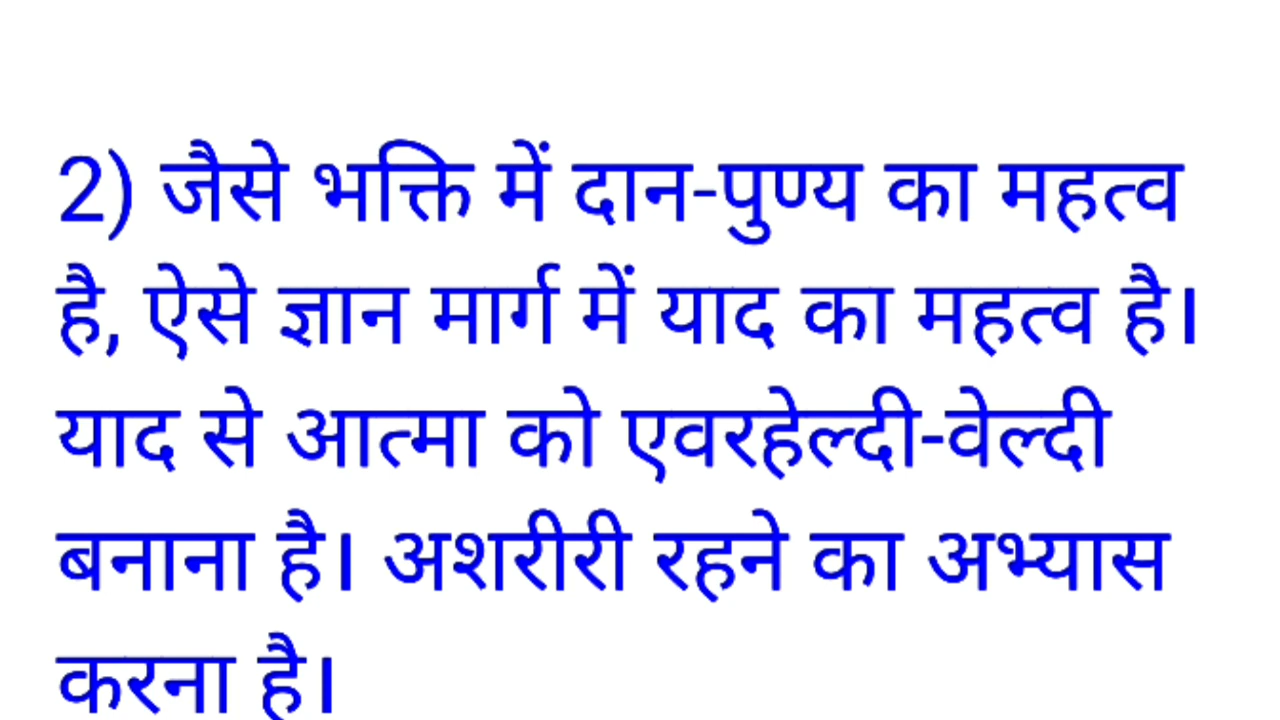 2) जैसे भक्ति में दान-पुण्य का महत्व
है, ऐसे ज्ञान मार्ग में याद का महत्व है।
याद से आत्मा को एवरहेल्दी-वेल्दी
बनाना है। अशरीरी रहने का अभ्यास
करना है।